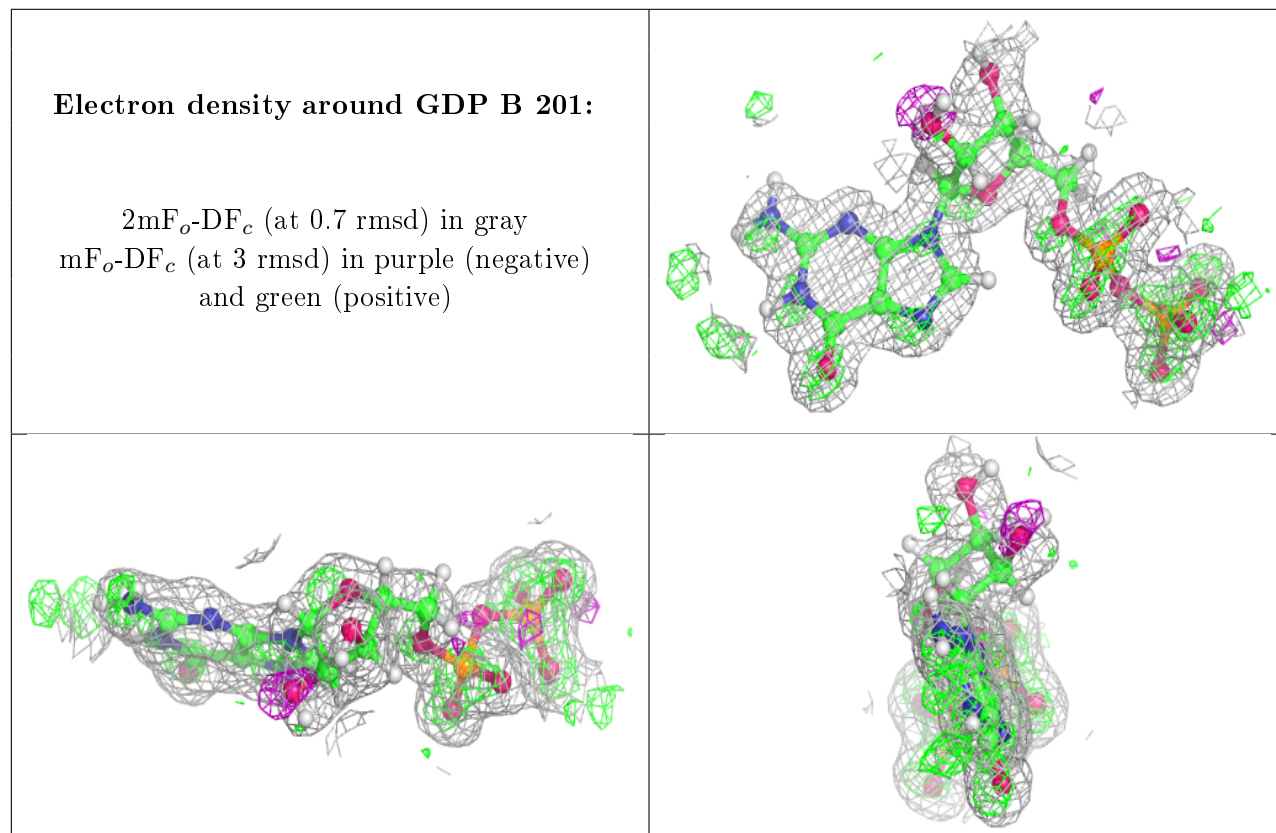 Electron density around GDP B 201:
2mFo-DFc (at 0.7 rmsd) in gray
mFo-DFc (at 3 rmsd) in purple (negative)
and green (positive)